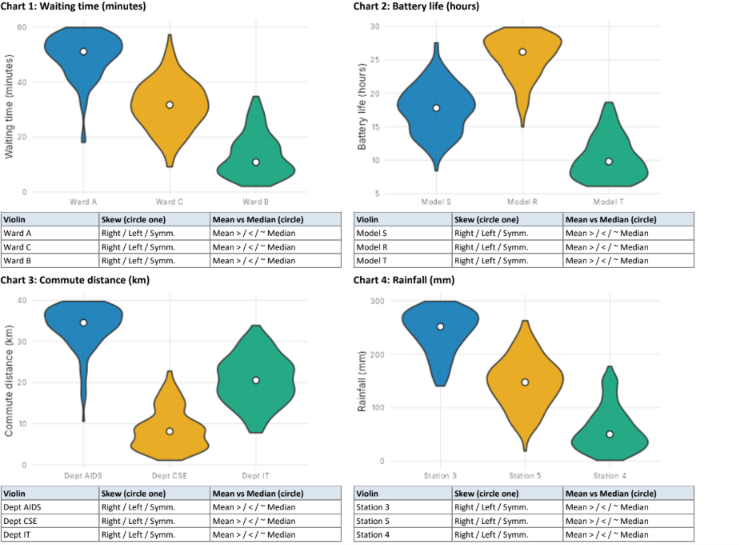 Chart 1: Waiting time (minutes)
Waiting time (minutes)
60
40
20
0
Ward A
Ward C
Ward B
Violin Skew (circle one) Mean vs Median (circle)
Ward A Right / Left / Symm. Mean > / < / ~ Median
Ward C Right / Left / Symm. Mean > / < / ~ Median
Ward B Right / Left / Symm. Mean > / < / ~ Median
Chart 2: Battery life (hours)
Battery life (hours)
30
25
20
15
10
5
Model S
Model R
Model T
Violin Skew (circle one) Mean vs Median (circle)
Model S Right / Left / Symm. Mean > / < / ~ Median
Model R Right / Left / Symm. Mean > / < / ~ Median
Model T Right / Left / Symm. Mean > / < / ~ Median
Chart 3: Commute distance (km)
Commute distance (km)
40
30
20
10
0
Dept AIDS
Dept CSE
Dept IT
Violin Skew (circle one) Mean vs Median (circle)
Dept AIDS Right / Left / Symm. Mean > / < / ~ Median
Dept CSE Right / Left / Symm. Mean > / < / ~ Median
Dept IT Right / Left / Symm. Mean > / < / ~ Median
Chart 4: Rainfall (mm)
Rainfall (mm)
300
200
100
0
Station 3
Station 5
Station 4
Violin Skew (circle one) Mean vs Median (circle)
Station 3 Right / Left / Symm. Mean > / < / ~ Median
Station 5 Right / Left / Symm. Mean > / < / ~ Median
Station 4 Right / Left / Symm. Mean > / < / ~ Median